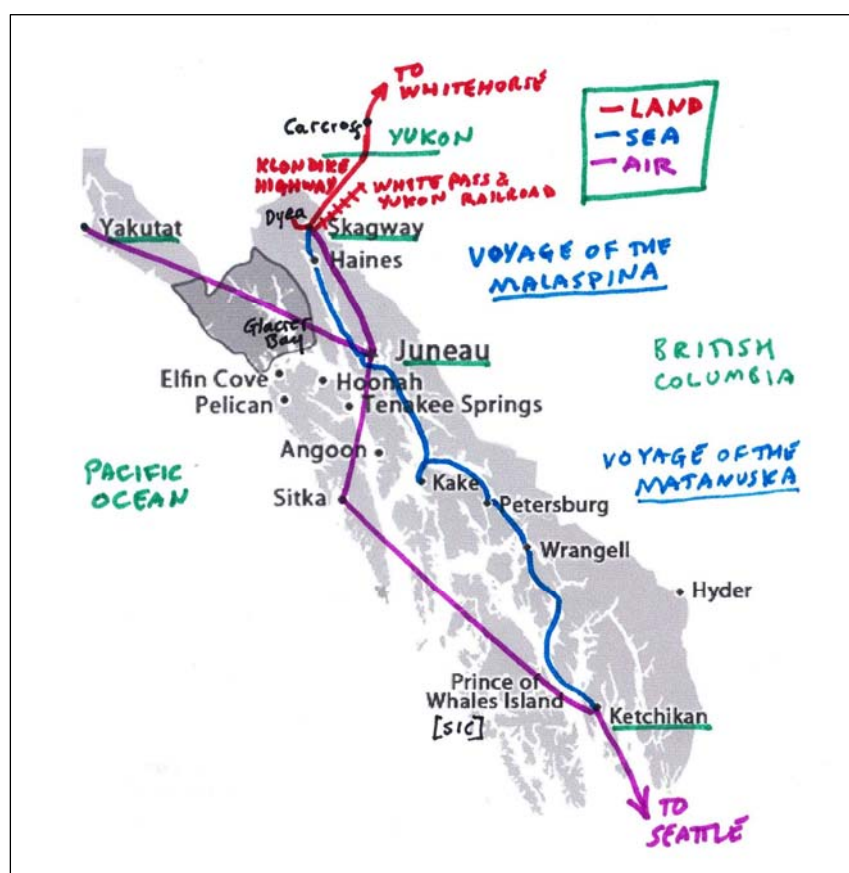 TO
WHITEHORSE
Carcross
YUKON
LAND
SEA
AIR
KLONDIKE
HIGHWAY
WHITE PASS &
YUKON RAILROAD
Dyea
Yakutat
Skagway
Haines
VOYAGE OF THE
MALASPINA
Glacier
Bay
Juneau
BRITISH
COLUMBIA
Elfin Cove
Hoonah
Pelican
Tenakee Springs
Angoon
PACIFIC
OCEAN
Kake
VOYAGE OF THE
MATANUSKA
Sitka
Petersburg
Wrangell
Hyder
Prince of
Whales Island
[SIC]
Ketchikan
TO
SEATTLE